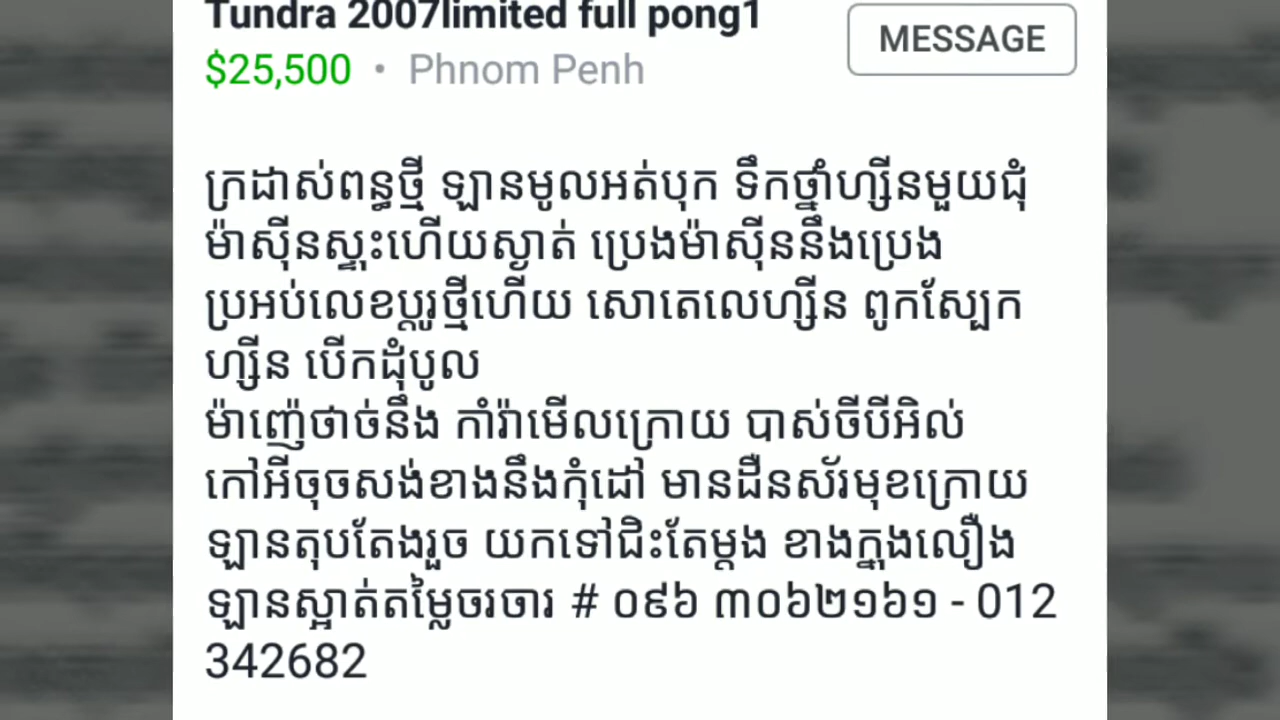 Tundra 2007limited full pong1
$25,500 • Phnom Penh
MESSAGE
ក្រដាស់ពន្ធថ្មី ឡានមូលអត់បុក ទឹកថ្នាំហ្សីនមួយជុំ
ម៉ាស៊ីនស្ទុះហើយស្ងាត់ ប្រេងម៉ាស៊ីននឹងប្រេង
ប្រអប់លេខប្តូរថ្មីហើយ សោតេលេហ្សីន ពូកស្បែក
ហ្សីន បើកដុំបូល
ម៉ាញ៉េថាច់នឹង កាំរ៉ាមើលក្រោយ បាស់ចីបីអិល់
កៅអីចុចសង់ខាងនឹងកុំដៅ មានដឺនស័រមុខក្រោយ
ឡានតុបតែងរួច យកទៅជិះតែម្តង ខាងក្នុងលឿង
ឡានស្អាត់តម្លៃចរចារ # ០៩៦ ៣០៦២១៦១ - 012
342682